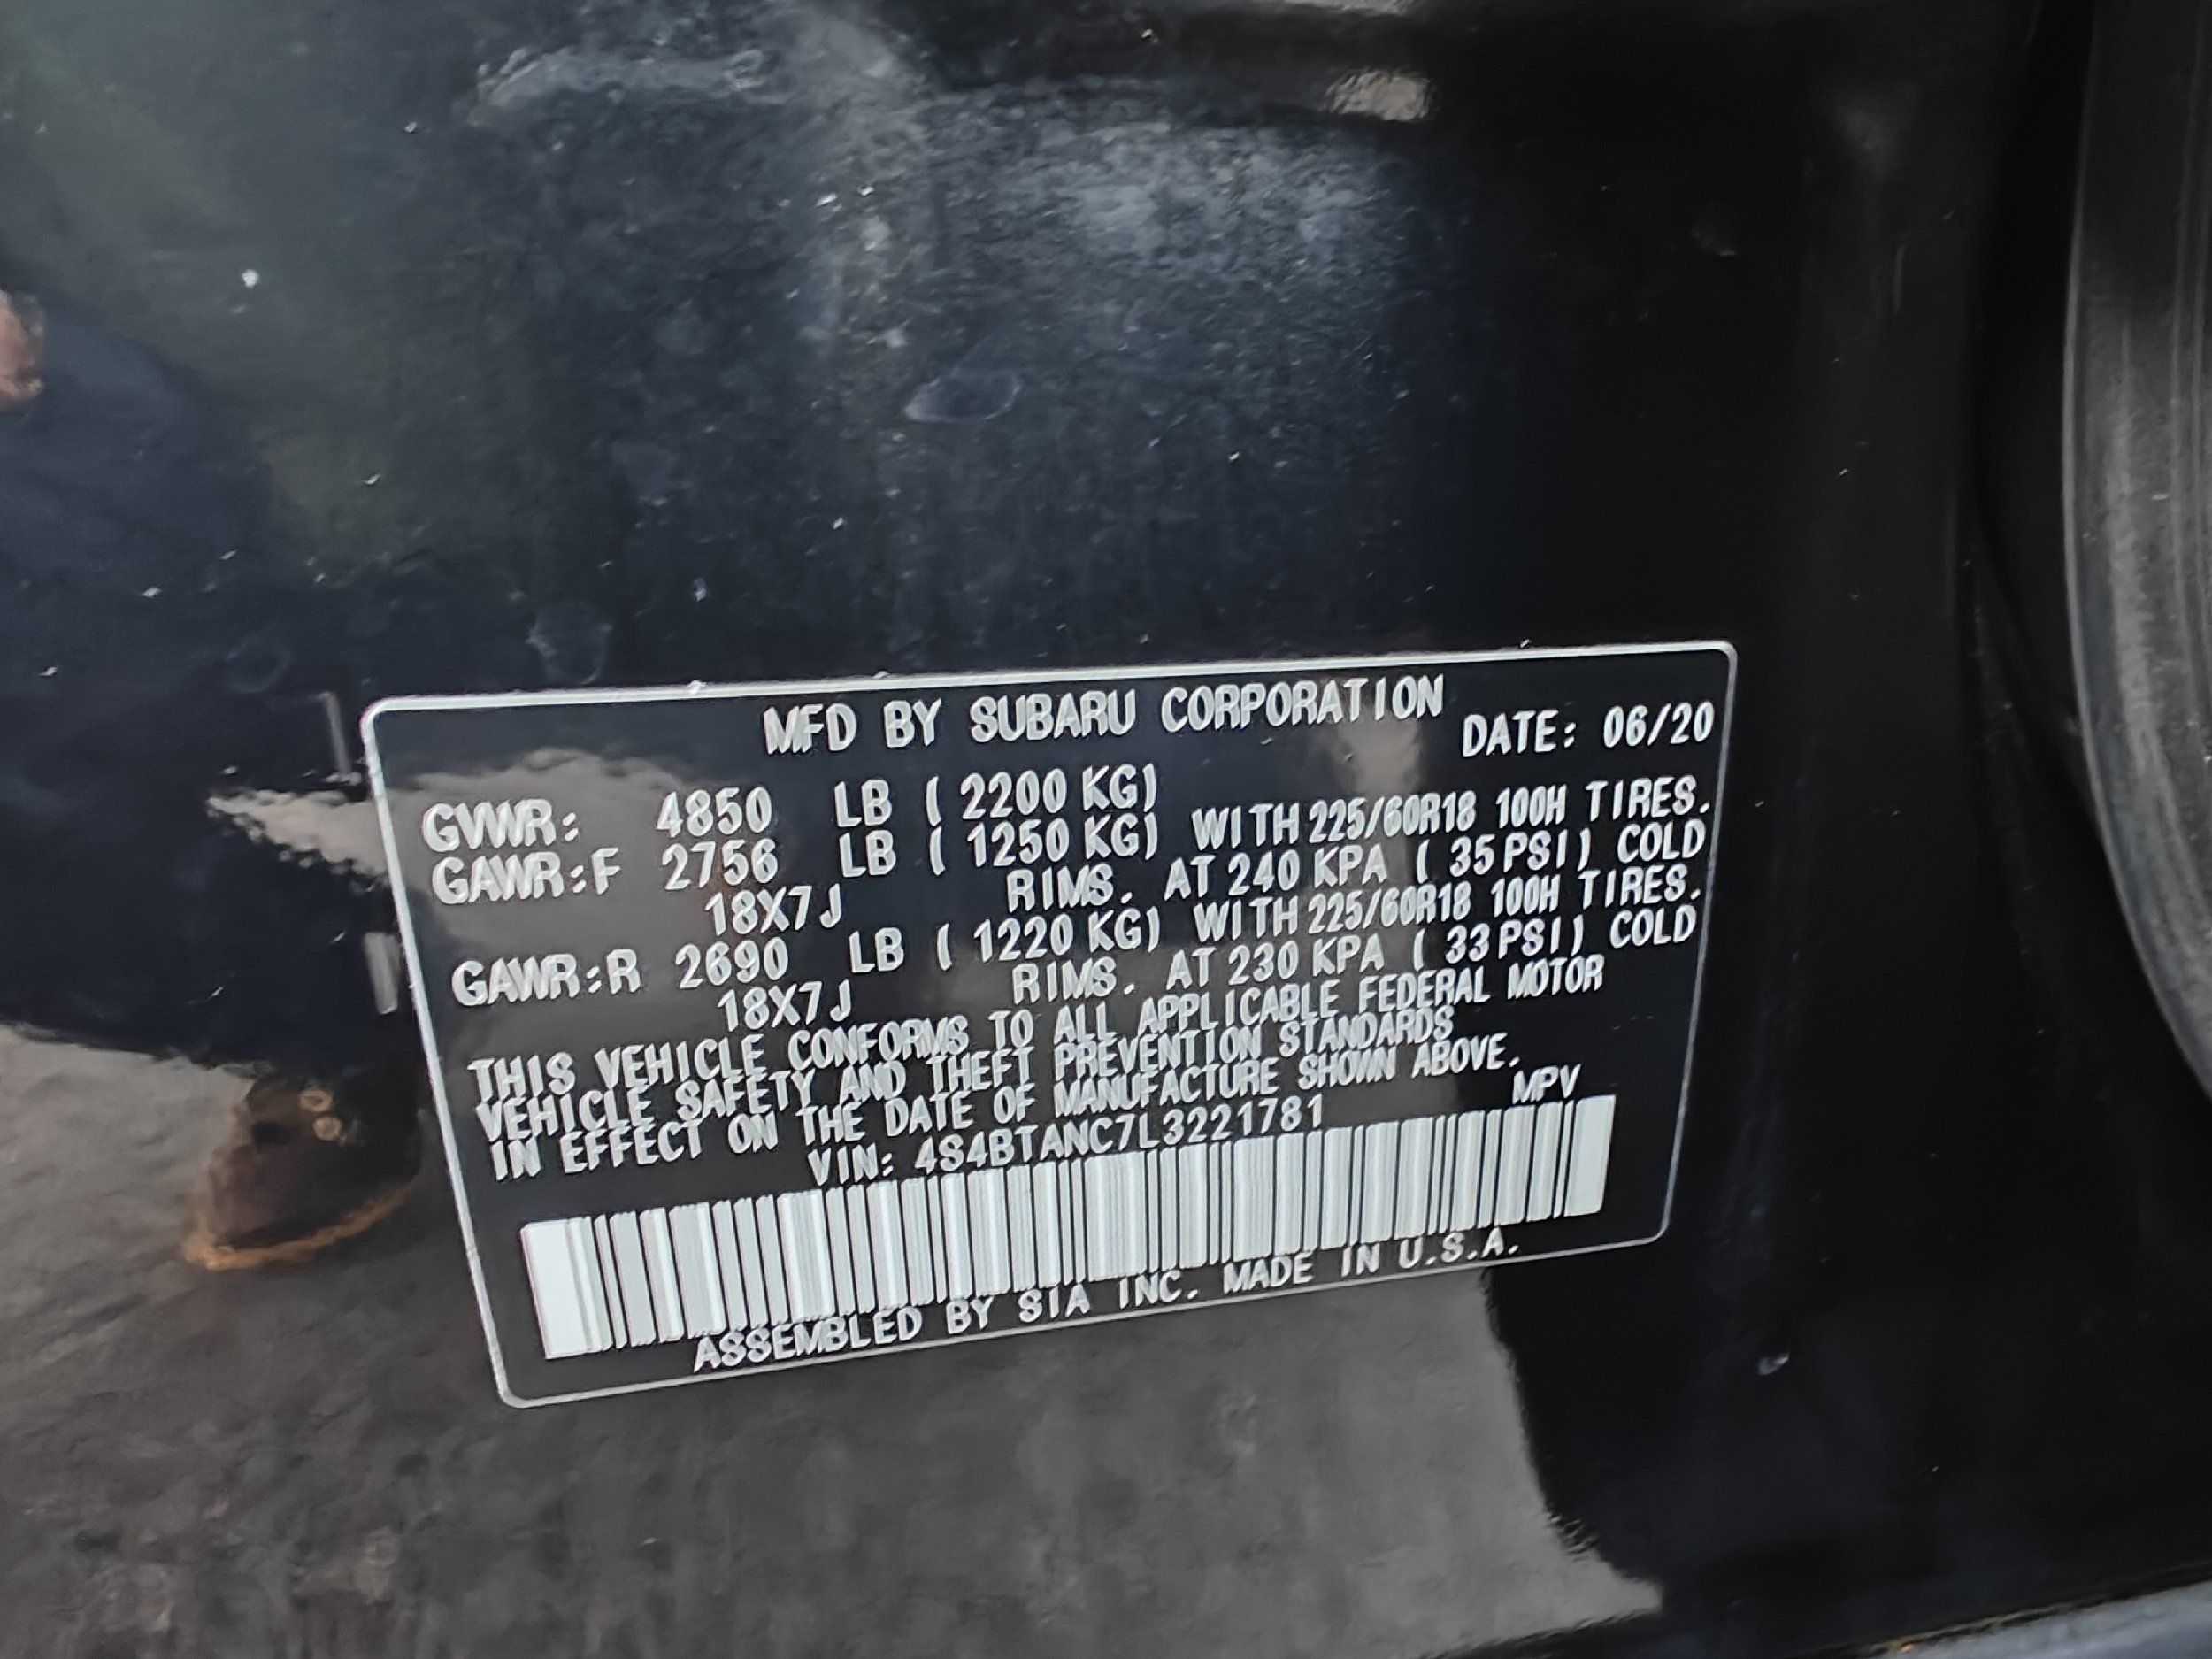 MFD BY SUBARU CORPORATION
DATE: 06/20
GVWR: 4850 LB ( 2200 KG)
GAWR:F 2756 LB ( 1250 KG) WITH 225/60R18 100H TIRES.
18X7J RIMS. AT 240 KPA ( 35 PSI) COLD
GAWR:R 2690 LB ( 1220 KG) WITH 225/60R18 100H TIRES.
18X7J RIMS. AT 230 KPA ( 33 PSI) COLD
THIS VEHICLE CONFORMS TO ALL APPLICABLE FEDERAL MOTOR
VEHICLE SAFETY AND THEFT PREVENTION STANDARDS
IN EFFECT ON THE DATE OF MANUFACTURE SHOWN ABOVE.
VIN: 4S4BTANC7L3221781 MPV
ASSEMBLED BY SIA INC. MADE IN U.S.A.